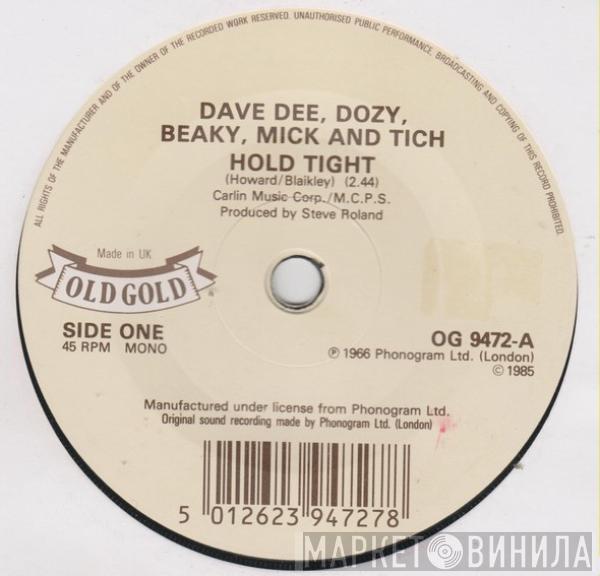 ALL RIGHTS OF THE MANUFACTURER AND OF THE OWNER OF THE RECORDED WORK RESERVED. UNAUTHORISED PUBLIC PERFORMANCE, BROADCASTING AND COPYING OF THIS RECORD PROHIBITED.
DAVE DEE, DOZY,
BEAKY, MICK AND TICH
HOLD TIGHT
(Howard/Blaikley) (2.44)
Carlin Music Corp./M.C.P.S.
Produced by Steve Roland
Made in UK
OLD GOLD
SIDE ONE
45 RPM MONO
OG 9472-A
℗ 1966 Phonogram Ltd. (London)
© 1985
Manufactured under license from Phonogram Ltd.
Original sound recording made by Phonogram Ltd. (London)
5 012623 947278
МАРКЕТ ВИНИЛА